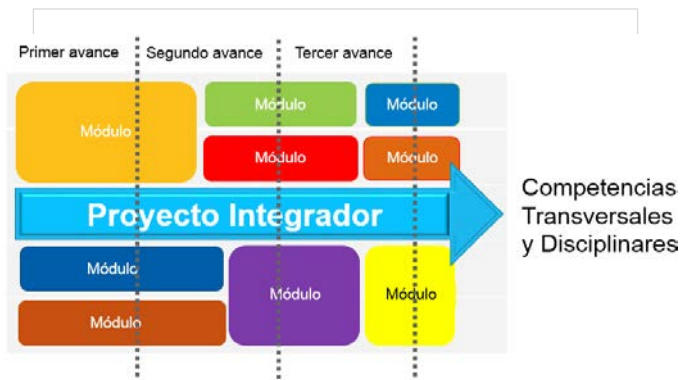 Primer avance Segundo avance Tercer avance
Módulo Módulo Módulo
Módulo Módulo
Proyecto Integrador
Competencias
Transversales
y Disciplinares
Módulo
Módulo Módulo Módulo